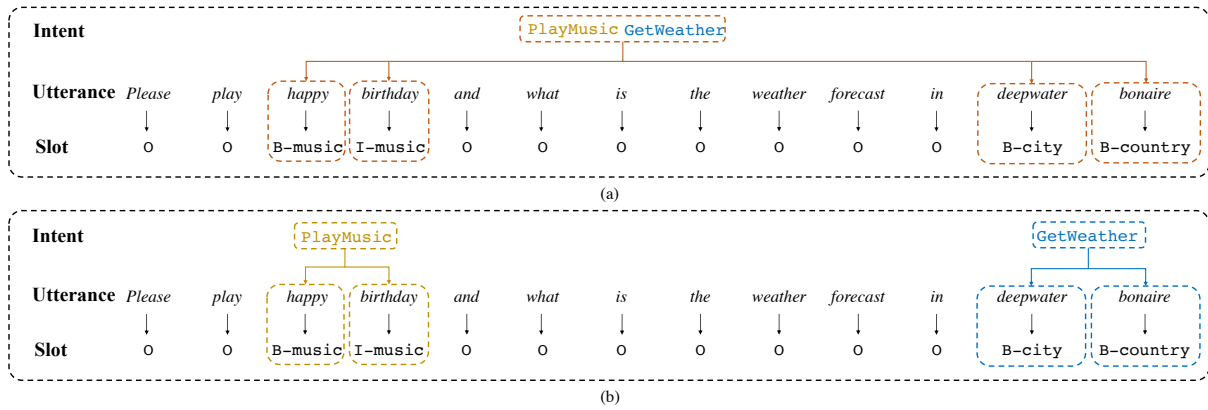 Intent PlayMusic GetWeather
Utterance Please play happy birthday and what is the weather forecast in deepwater bonaire
Slot O O B-music I-music O O O O O O O B-city B-country
(a)
Intent PlayMusic GetWeather
Utterance Please play happy birthday and what is the weather forecast in deepwater bonaire
Slot O O B-music I-music O O O O O O O B-city B-country
(b)